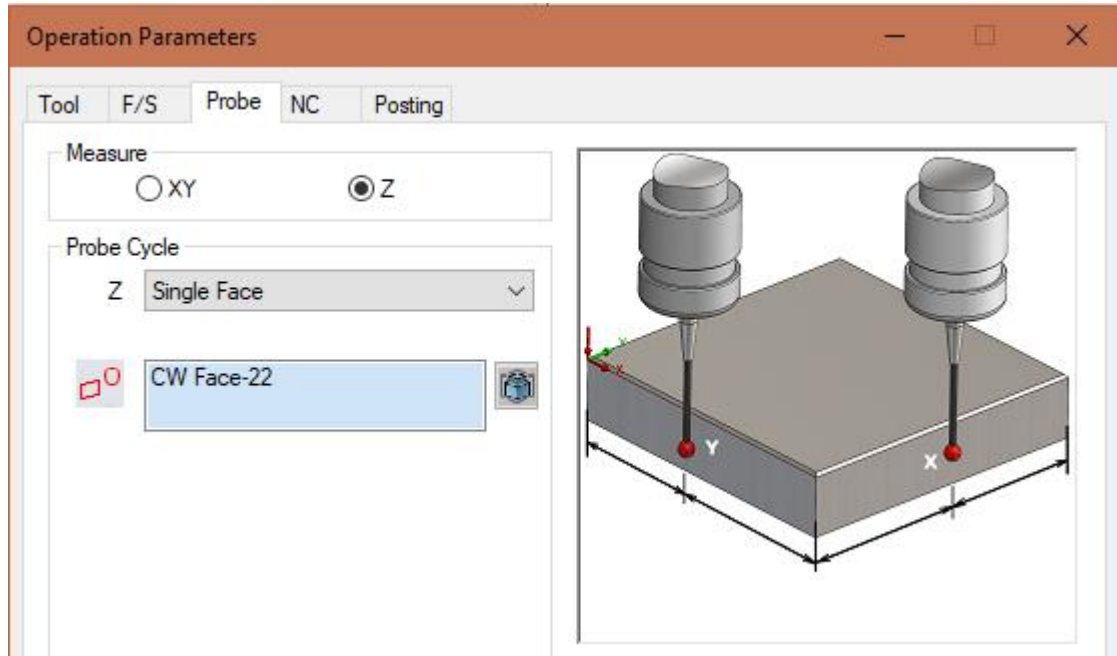 Operation Parameters
Tool F/S Probe NC Posting
Measure
XY Z
Probe Cycle
Z Single Face
CW Face-22
Y
X
X